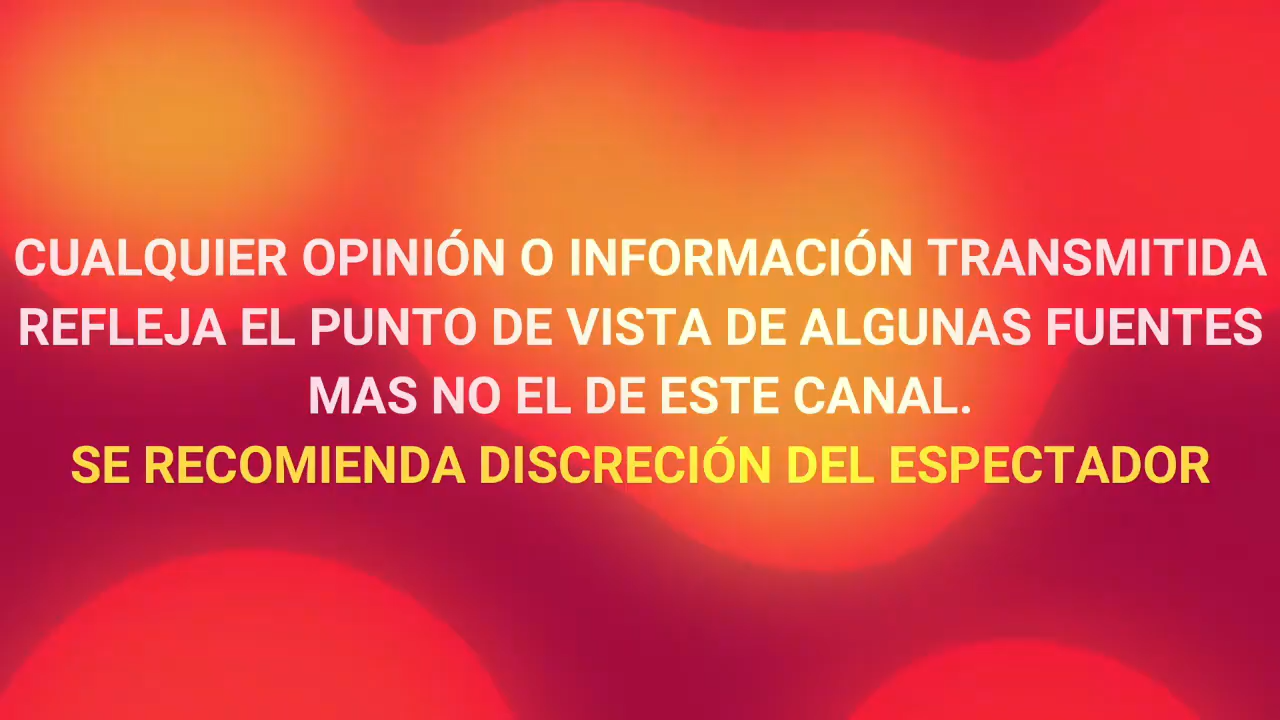 CUALQUIER OPINIÓN O INFORMACIÓN TRANSMITIDA
REFLEJA EL PUNTO DE VISTA DE ALGUNAS FUENTES
MAS NO EL DE ESTE CANAL.
SE RECOMIENDA DISCRECIÓN DEL ESPECTADOR